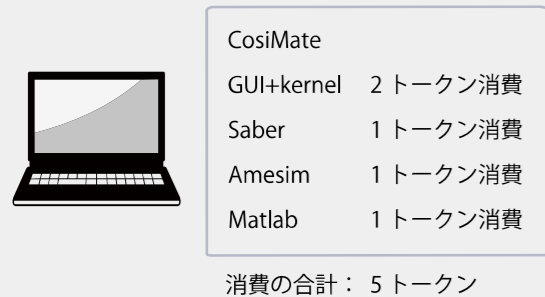 CosiMate
GUI+kernel 2 トークン消費
Saber 1 トークン消費
Amesim 1 トークン消費
Matlab 1 トークン消費
消費の合計： 5 トークン